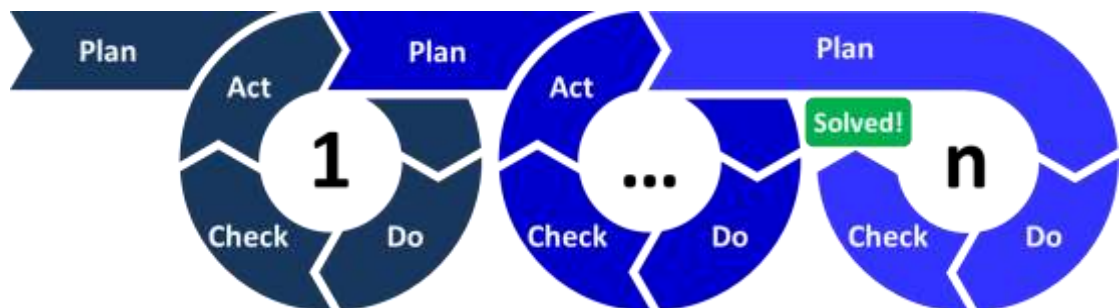 Plan
Act
1
Check
Do
Plan
Act
...
Check
Do
Plan
Solved!
n
Check
Do